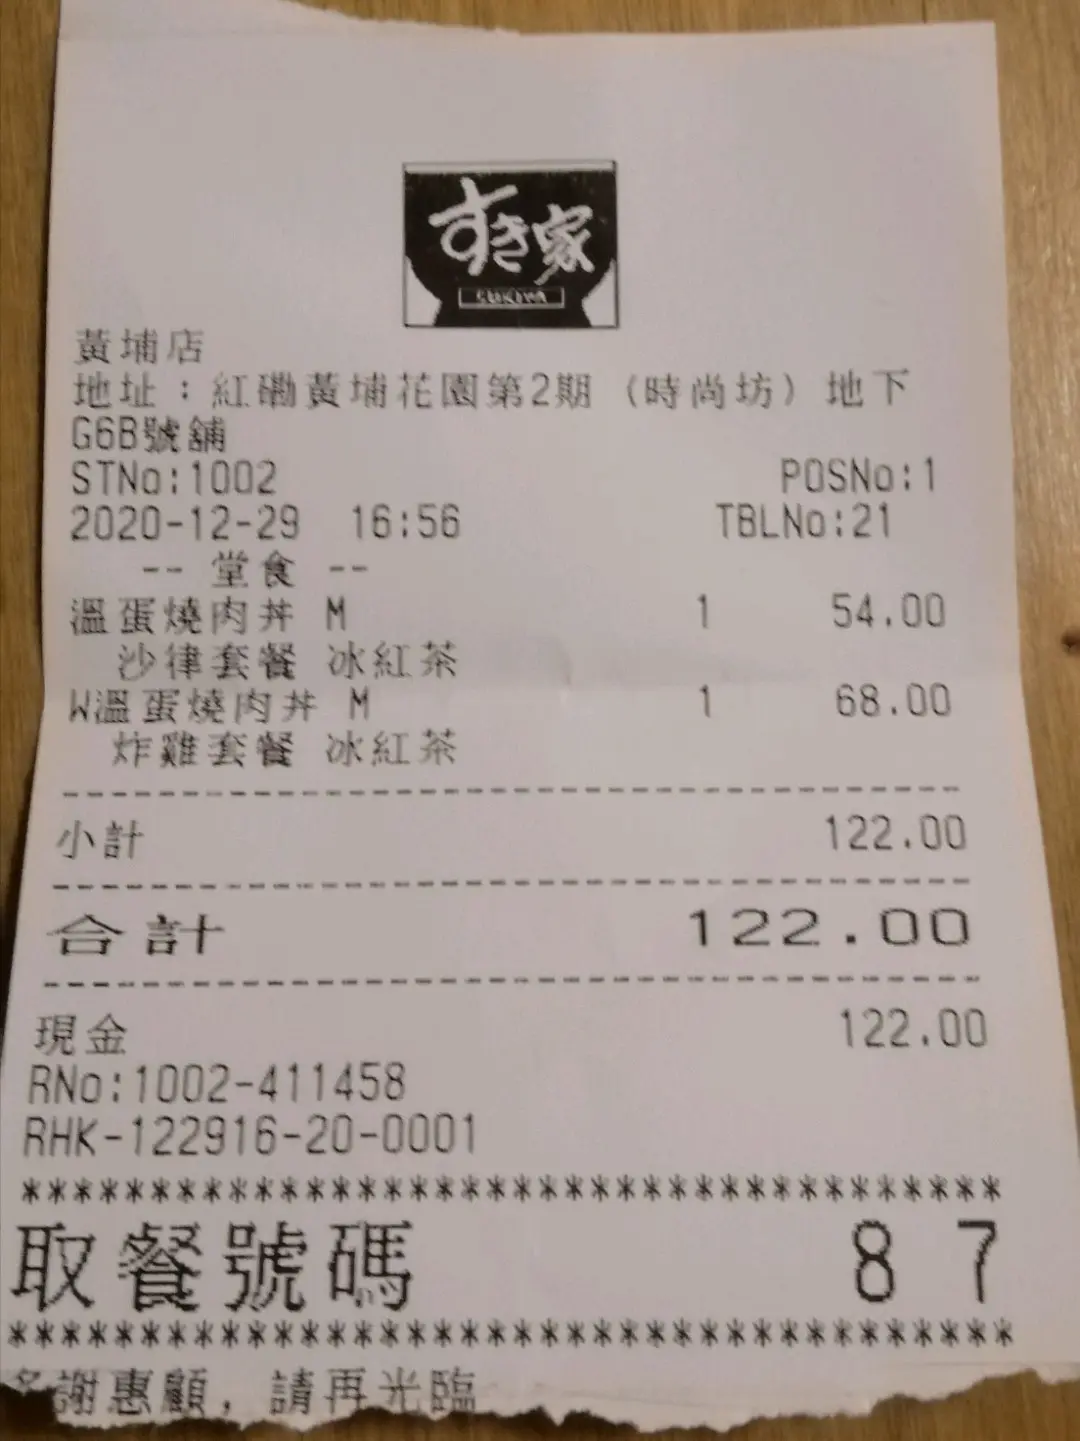 すき家
SUKIYA
黃埔店
地址：紅磡黃埔花園第2期 (時尚坊) 地下
G6B號舖
STNo:1002 POSNo:1
2020-12-29 16:56 TBLNo:21
-- 堂食 --
溫蛋燒肉丼 M 1 54.00
沙律套餐 冰紅茶
W溫蛋燒肉丼 M 1 68.00
炸雞套餐 冰紅茶
小計 122.00
合計 122.00
現金 122.00
RNo:1002-411458
RHK-122916-20-0001
**************************************
取餐號碼 87
**************************************
多謝惠顧, 請再光臨